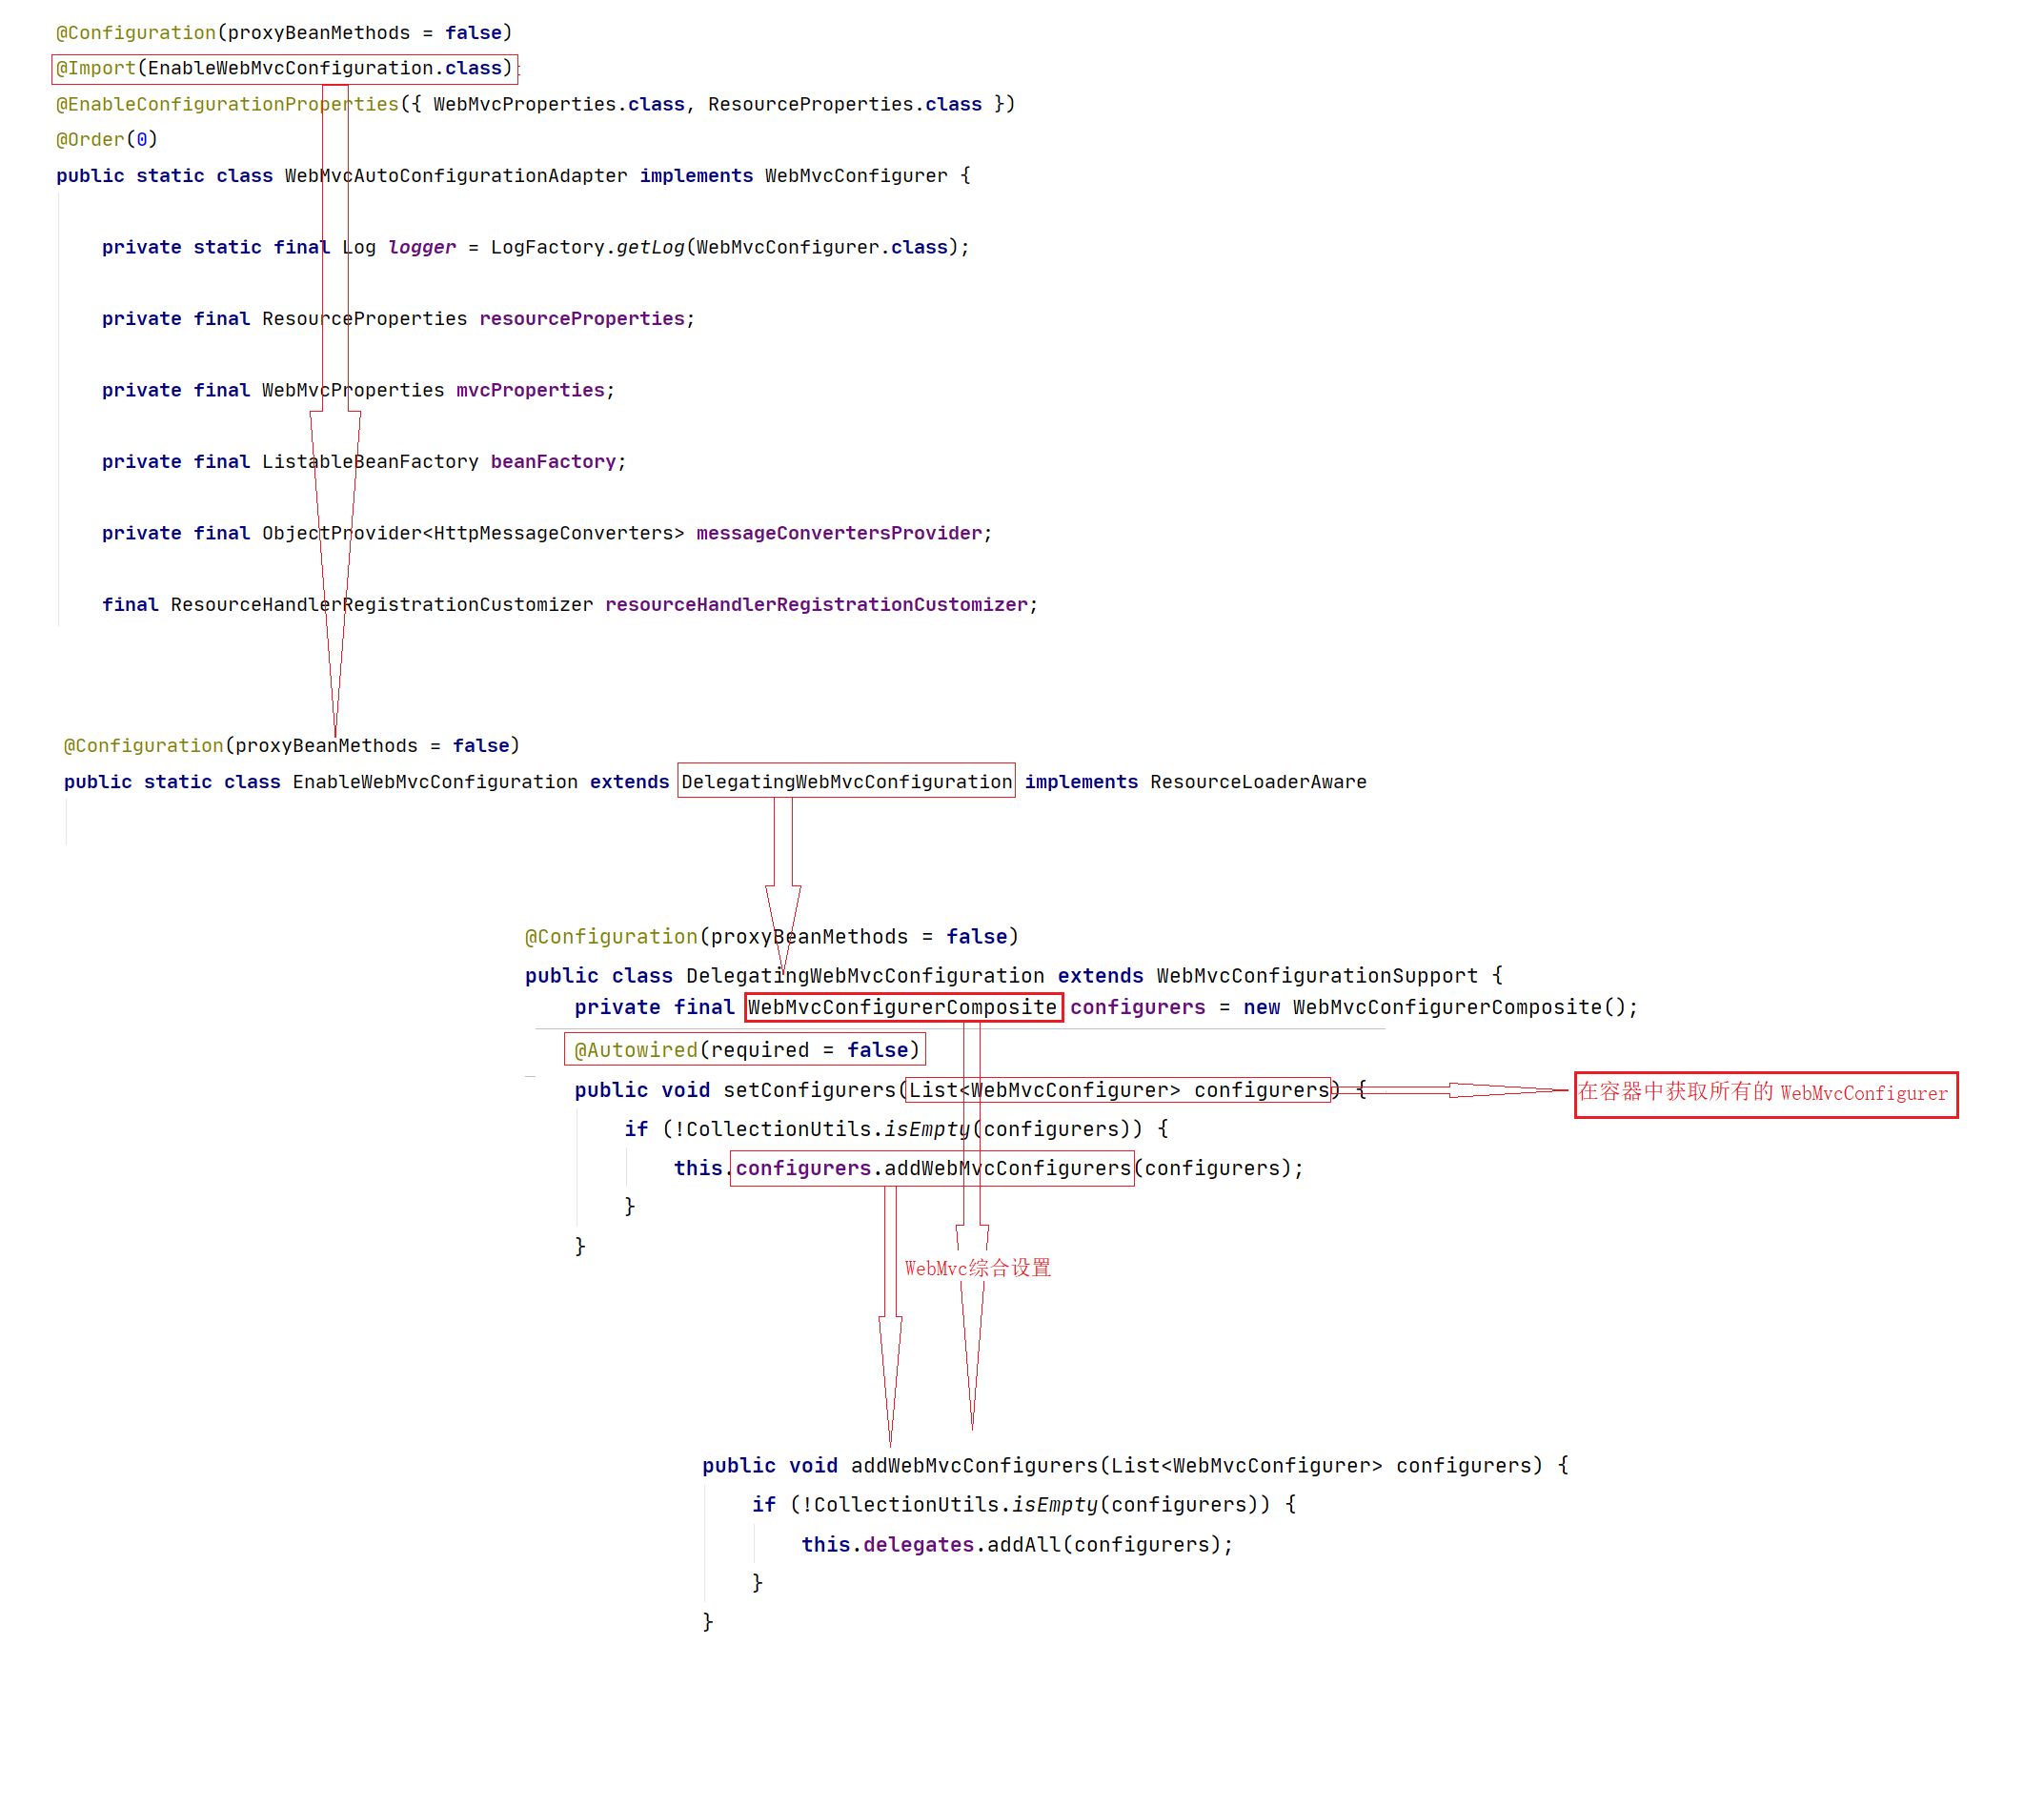 @Configuration(proxyBeanMethods = false)
@Import(EnableWebMvcConfiguration.class)
@EnableConfigurationProperties({ WebMvcProperties.class, ResourceProperties.class })
@Order(0)
public static class WebMvcAutoConfigurationAdapter implements WebMvcConfigurer {
private static final Log logger = LogFactory.getLog(WebMvcConfigurer.class);
private final ResourceProperties resourceProperties;
private final WebMvcProperties mvcProperties;
private final ListableBeanFactory beanFactory;
private final ObjectProvider<HttpMessageConverters> messageConvertersProvider;
final ResourceHandlerRegistrationCustomizer resourceHandlerRegistrationCustomizer;
@Configuration(proxyBeanMethods = false)
public static class EnableWebMvcConfiguration extends DelegatingWebMvcConfiguration implements ResourceLoaderAware
@Configuration(proxyBeanMethods = false)
public class DelegatingWebMvcConfiguration extends WebMvcConfigurationSupport {
private final WebMvcConfigurerComposite configurers = new WebMvcConfigurerComposite();
@Autowired(required = false)
public void setConfigurers(List<WebMvcConfigurer> configurers) {
在容器中获取所有的 WebMvcConfigurer
if (!CollectionUtils.isEmpty(configurers)) {
this.configurers.addWebMvcConfigurers(configurers);
}
}
WebMvc综合设置
public void addWebMvcConfigurers(List<WebMvcConfigurer> configurers) {
if (!CollectionUtils.isEmpty(configurers)) {
this.delegates.addAll(configurers);
}
}